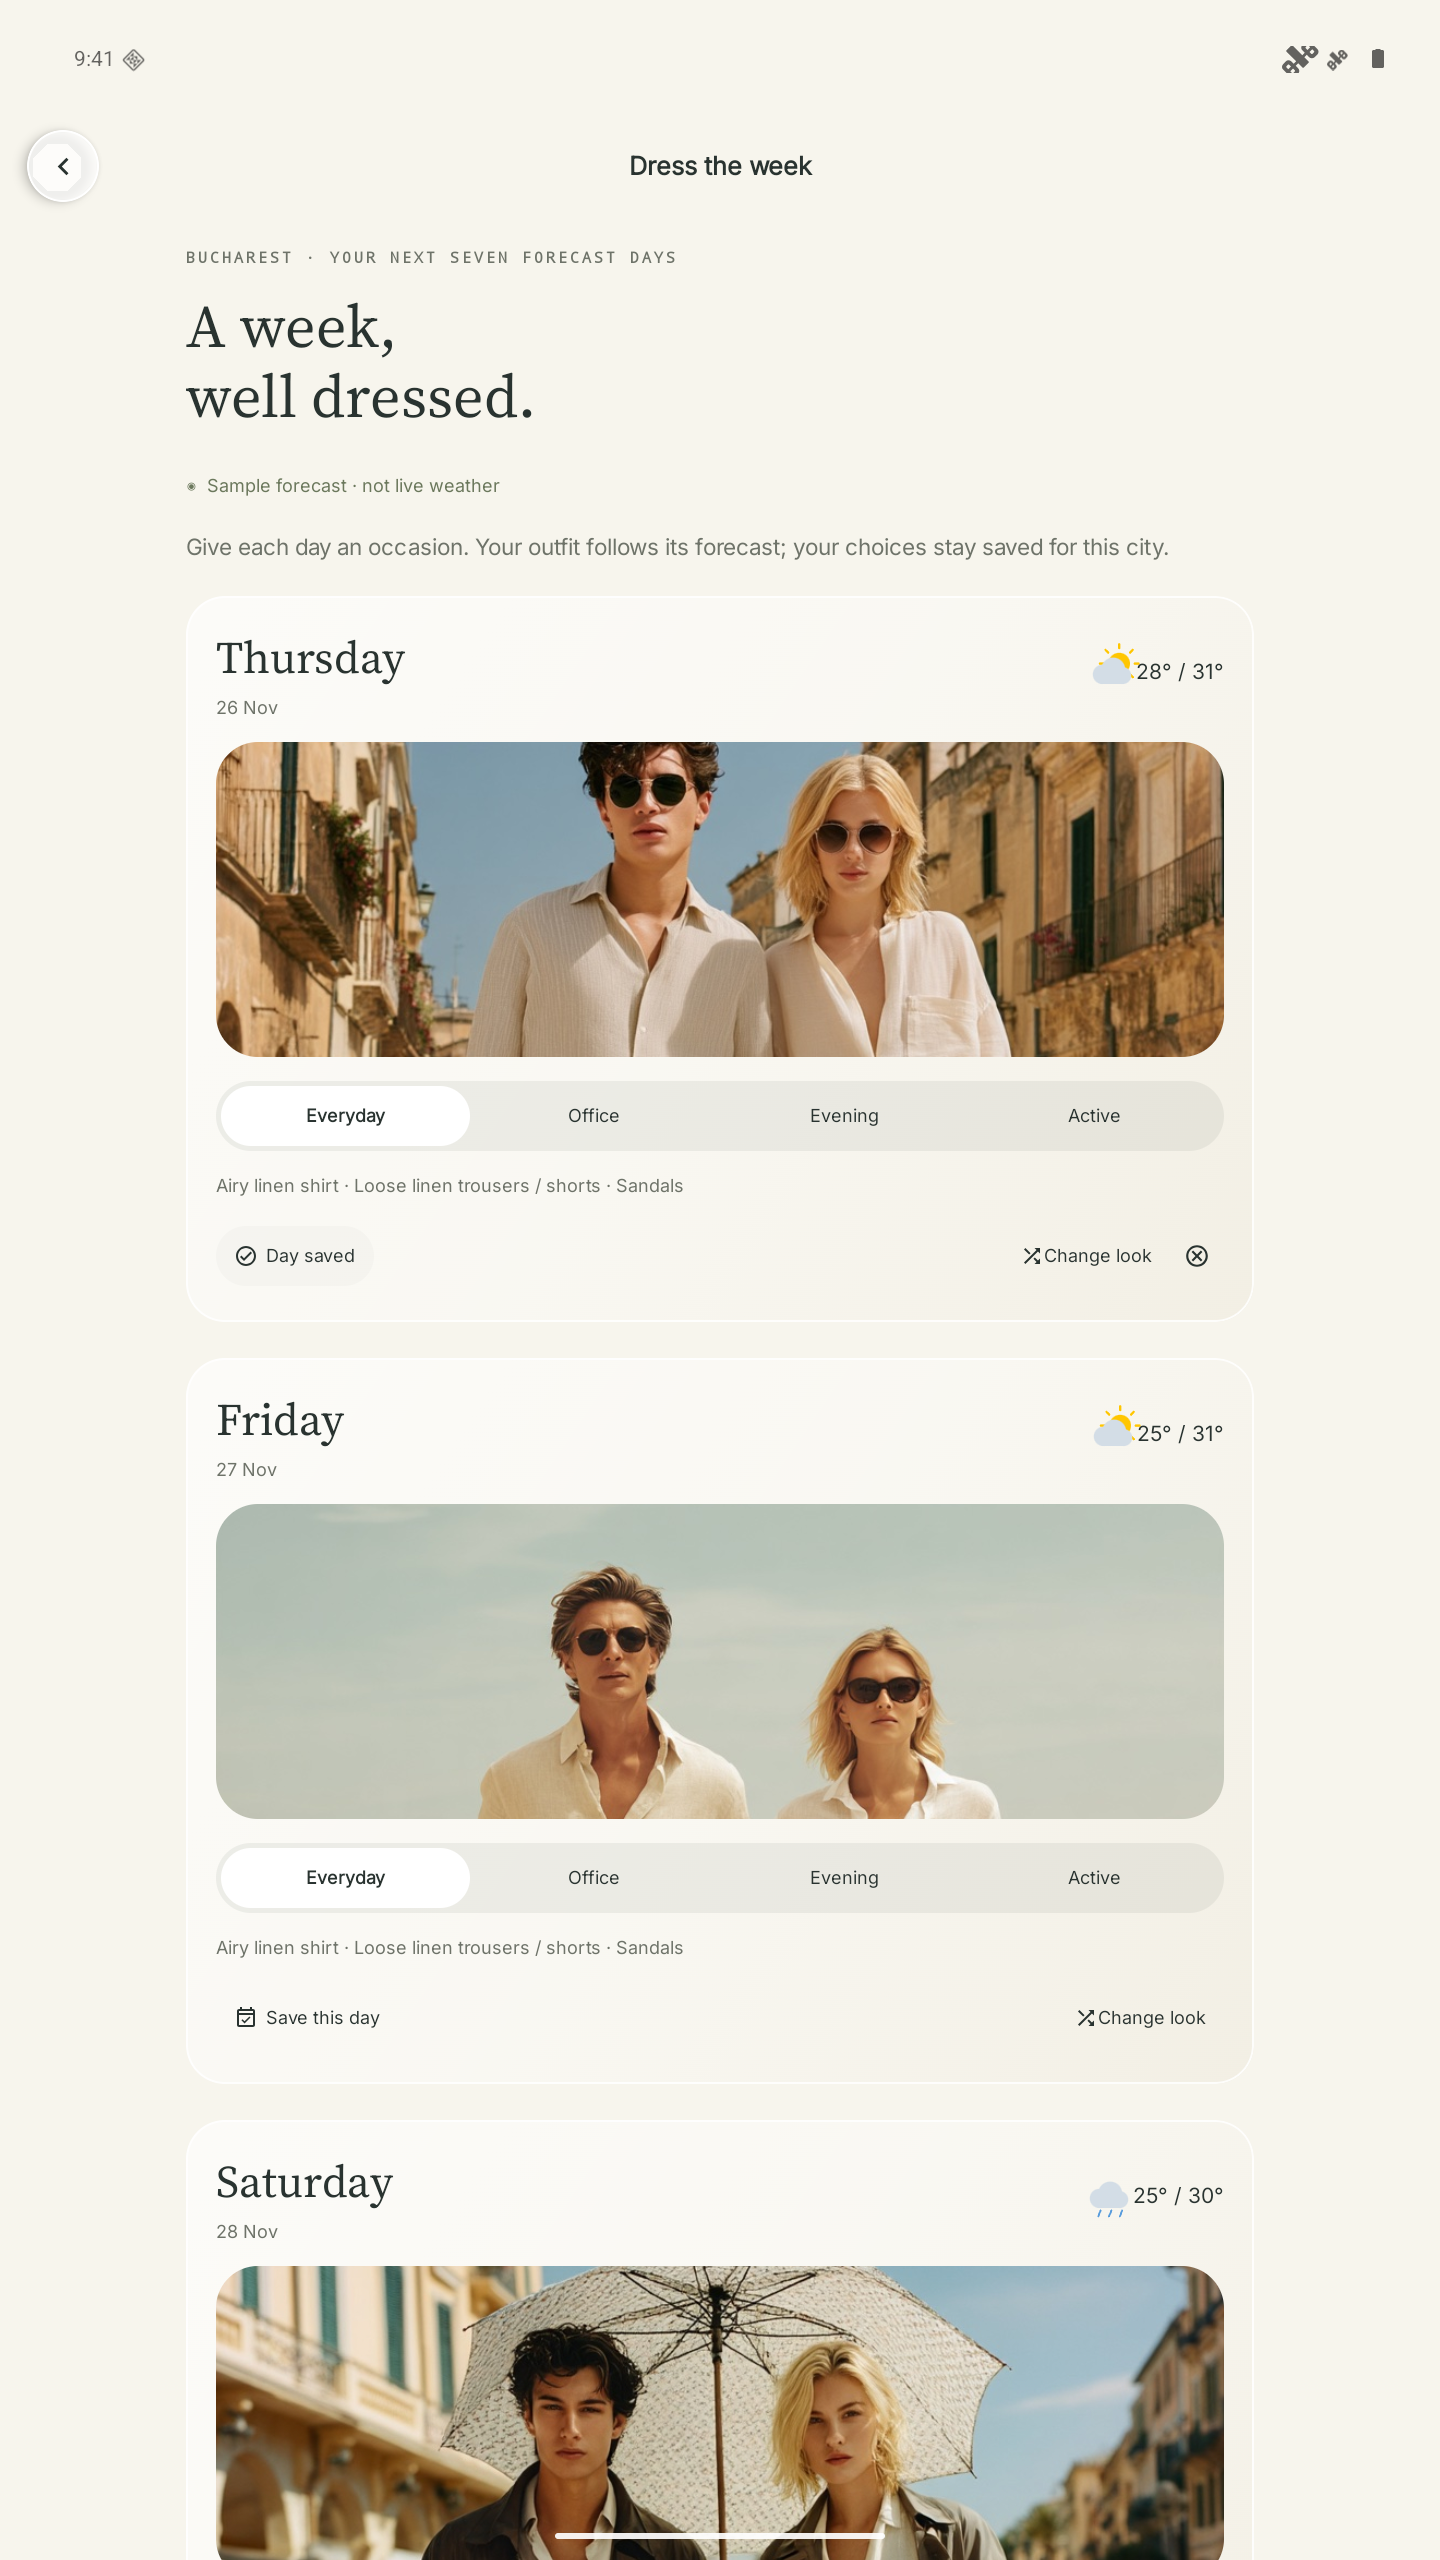 9:41
Dress the week
BUCHAREST · YOUR NEXT SEVEN FORECAST DAYS
A week,
well dressed.
Sample forecast · not live weather
Give each day an occasion. Your outfit follows its forecast; your choices stay saved for this city.
Thursday
28° / 31°
26 Nov
Everyday
Office
Evening
Active
Airy linen shirt · Loose linen trousers / shorts · Sandals
Day saved
Change look
Friday
25° / 31°
27 Nov
Everyday
Office
Evening
Active
Airy linen shirt · Loose linen trousers / shorts · Sandals
Save this day
Change look
Saturday
25° / 30°
28 Nov